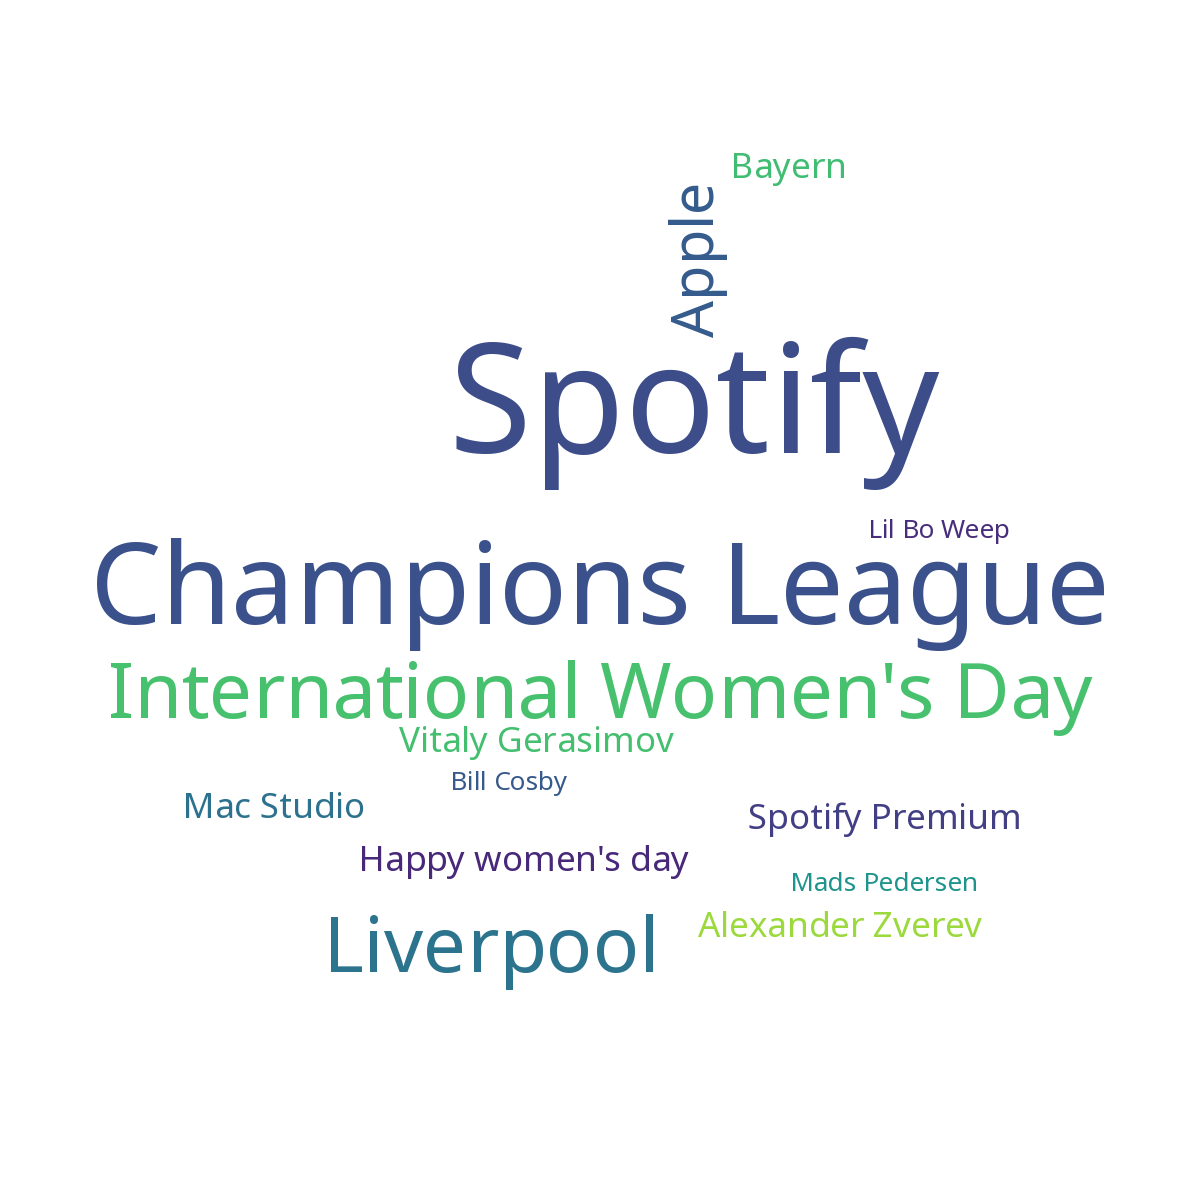 Bayern
Apple
Spotify
Lil Bo Weep
Champions League
International Women's Day
Vitaly Gerasimov
Bill Cosby
Mac Studio
Spotify Premium
Happy women's day
Mads Pedersen
Alexander Zverev
Liverpool